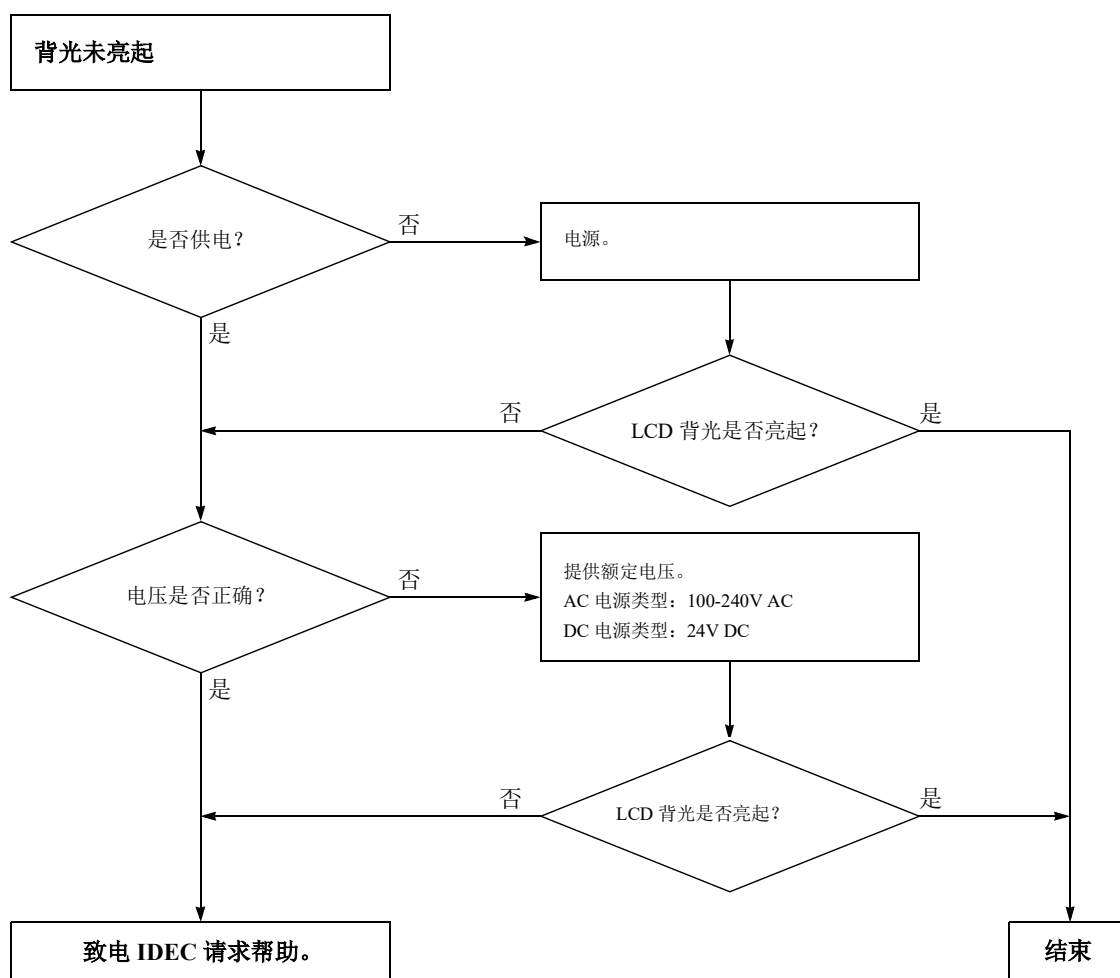 背光未亮起
是否供电？
否
电源。
是
否
LCD 背光是否亮起？
是
电压是否正确？
否
提供额定电压。
AC 电源类型：100-240V AC
DC 电源类型：24V DC
是
否
LCD 背光是否亮起？
是
致电 IDEC 请求帮助。
结束